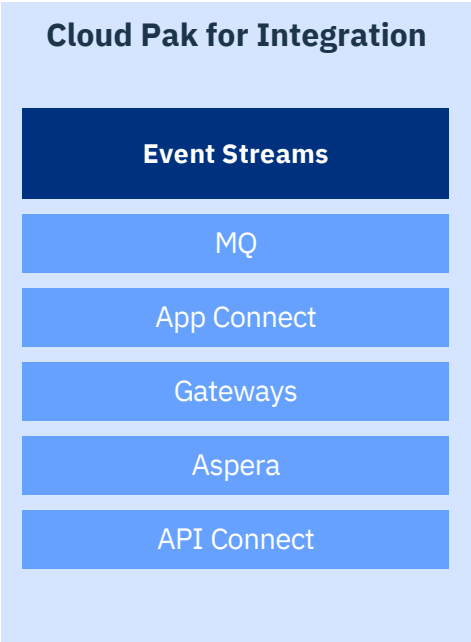 Cloud Pak for Integration
Event Streams
MQ
App Connect
Gateways
Aspera
API Connect